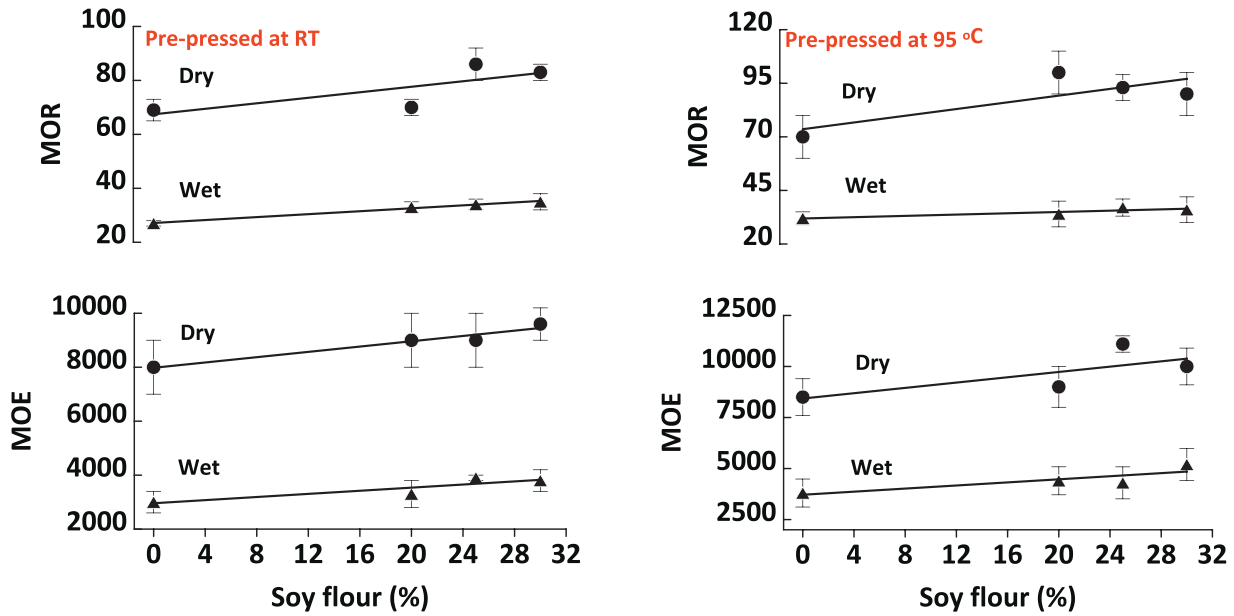 Pre-pressed at RT
100
80
60
40
20
MOR
Dry
Wet
Pre-pressed at 95 ºC
120
95
70
45
20
MOR
Dry
Wet
10000
8000
6000
4000
2000
MOE
Dry
Wet
0 4 8 12 16 20 24 28 32
Soy flour (%)
12500
10000
7500
5000
2500
MOE
Dry
Wet
0 4 8 12 16 20 24 28 32
Soy flour (%)